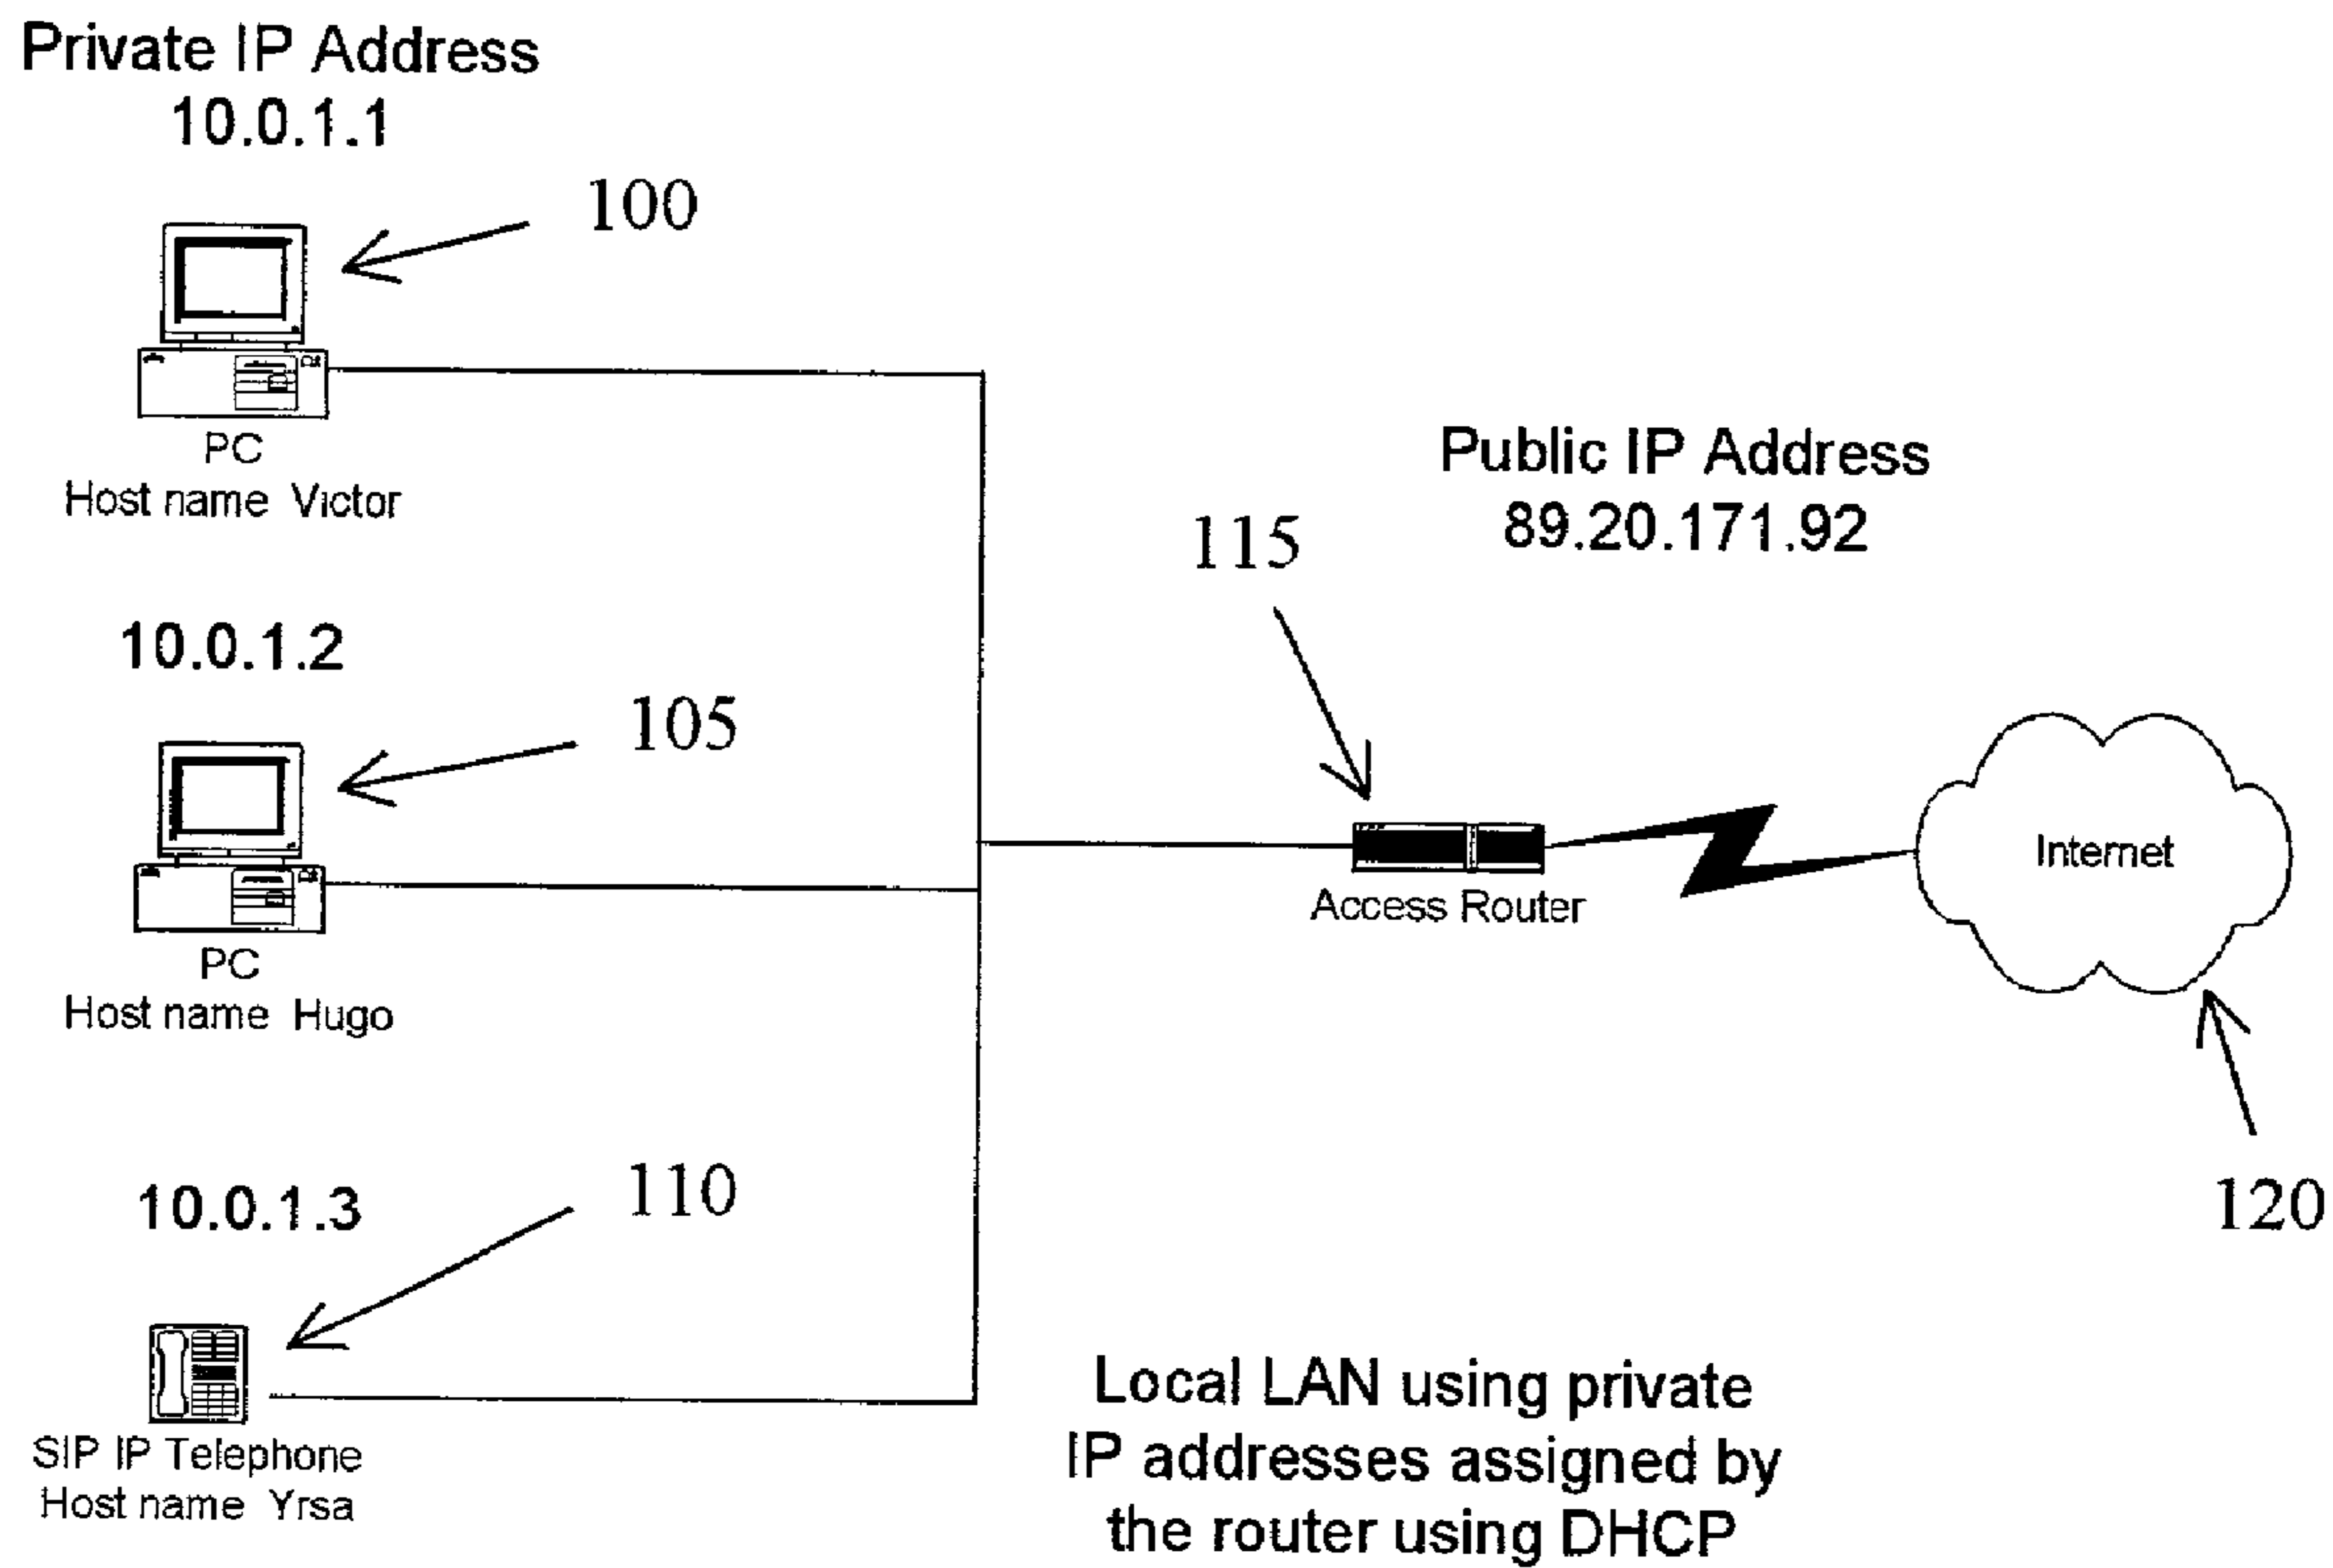 Private IP Address
10.0.1.1
100
PC
Host name Victor
Public IP Address
89.20.171.92
115
10.0.1.2
105
PC
Host name Hugo
Access Router
Internet
120
10.0.1.3
110
SIP IP Telephone
Host name Yrsa
Local LAN using private
IP addresses assigned by
the router using DHCP